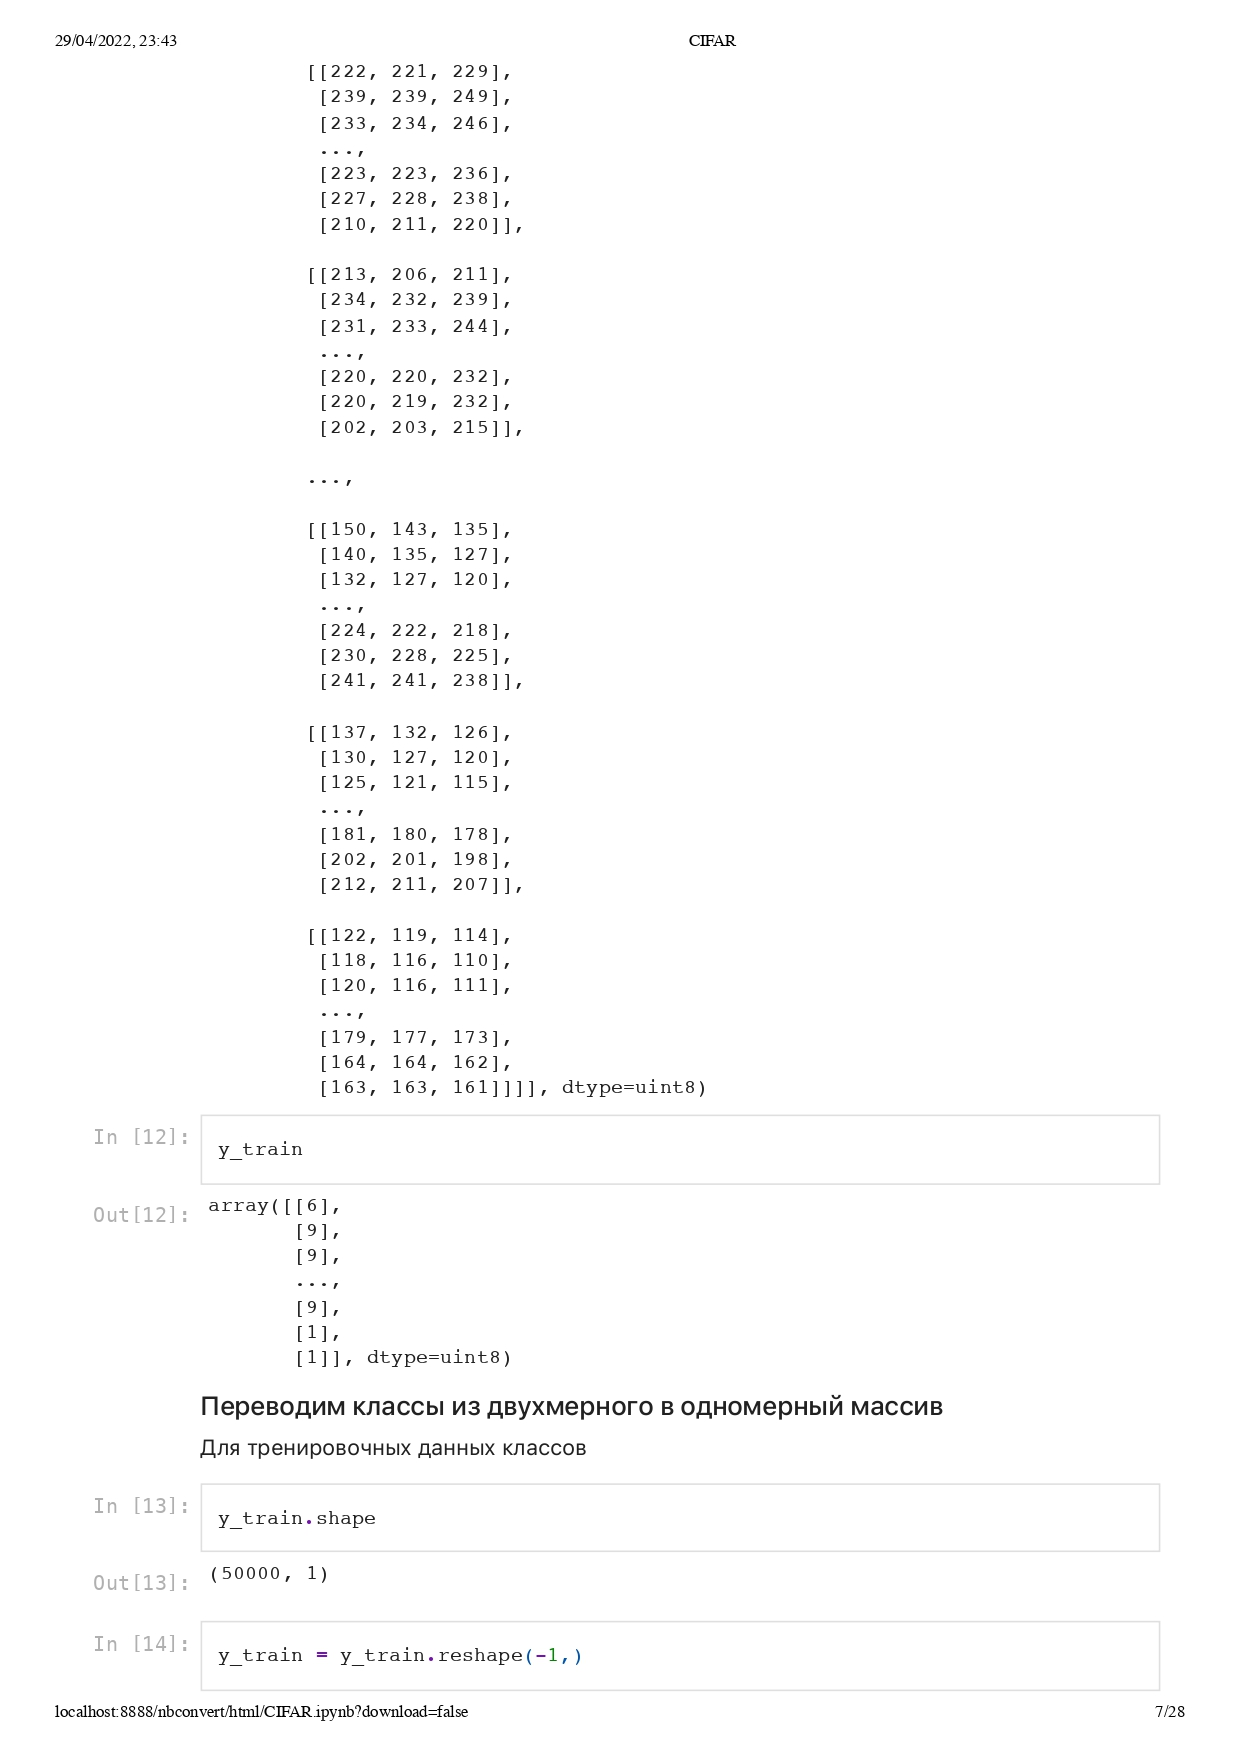 29/04/2022, 23:43 CIFAR
[[222, 221, 229],
[239, 239, 249],
[233, 234, 246],
...,
[223, 223, 236],
[227, 228, 238],
[210, 211, 220]],
[[213, 206, 211],
[234, 232, 239],
[231, 233, 244],
...,
[220, 220, 232],
[220, 219, 232],
[202, 203, 215]],
...,
[[150, 143, 135],
[140, 135, 127],
[132, 127, 120],
...,
[224, 222, 218],
[230, 228, 225],
[241, 241, 238]],
[[137, 132, 126],
[130, 127, 120],
[125, 121, 115],
...,
[181, 180, 178],
[202, 201, 198],
[212, 211, 207]],
[[122, 119, 114],
[118, 116, 110],
[120, 116, 111],
...,
[179, 177, 173],
[164, 164, 162],
[163, 163, 161]]]], dtype=uint8)
In [12]: y_train
Out[12]: array([[6],
[9],
[9],
...,
[9],
[1],
[1]], dtype=uint8)
Переводим классы из двухмерного в одномерный массив
Для тренировочных данных классов
In [13]: y_train.shape
Out[13]: (50000, 1)
In [14]: y_train = y_train.reshape(-1,)
localhost:8888/nbconvert/html/CIFAR.ipynb?download=false 7/28